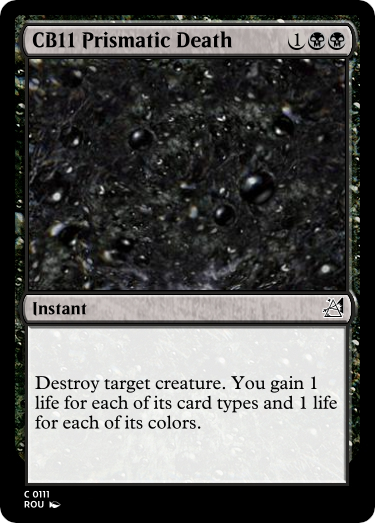 CB11 Prismatic Death 1
Instant
Destroy target creature. You gain 1
life for each of its card types and 1 life
for each of its colors.
C 0111
ROU